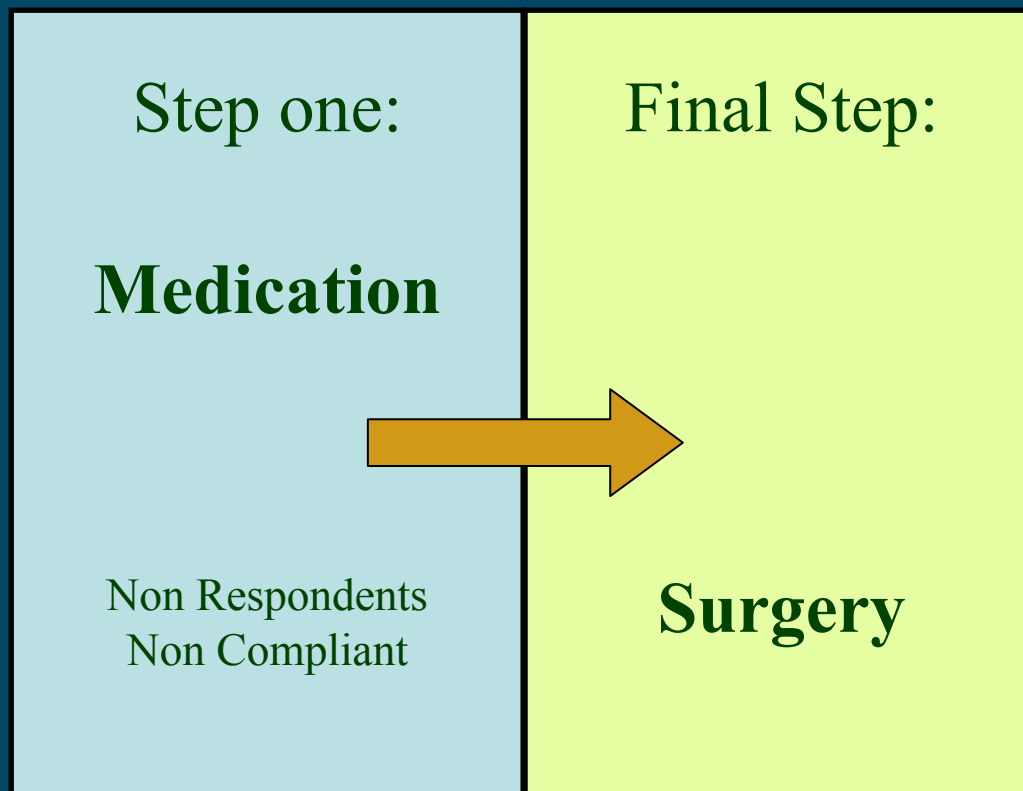 Step one:
Medication
Non Respondents
Non Compliant
Final Step:
Surgery